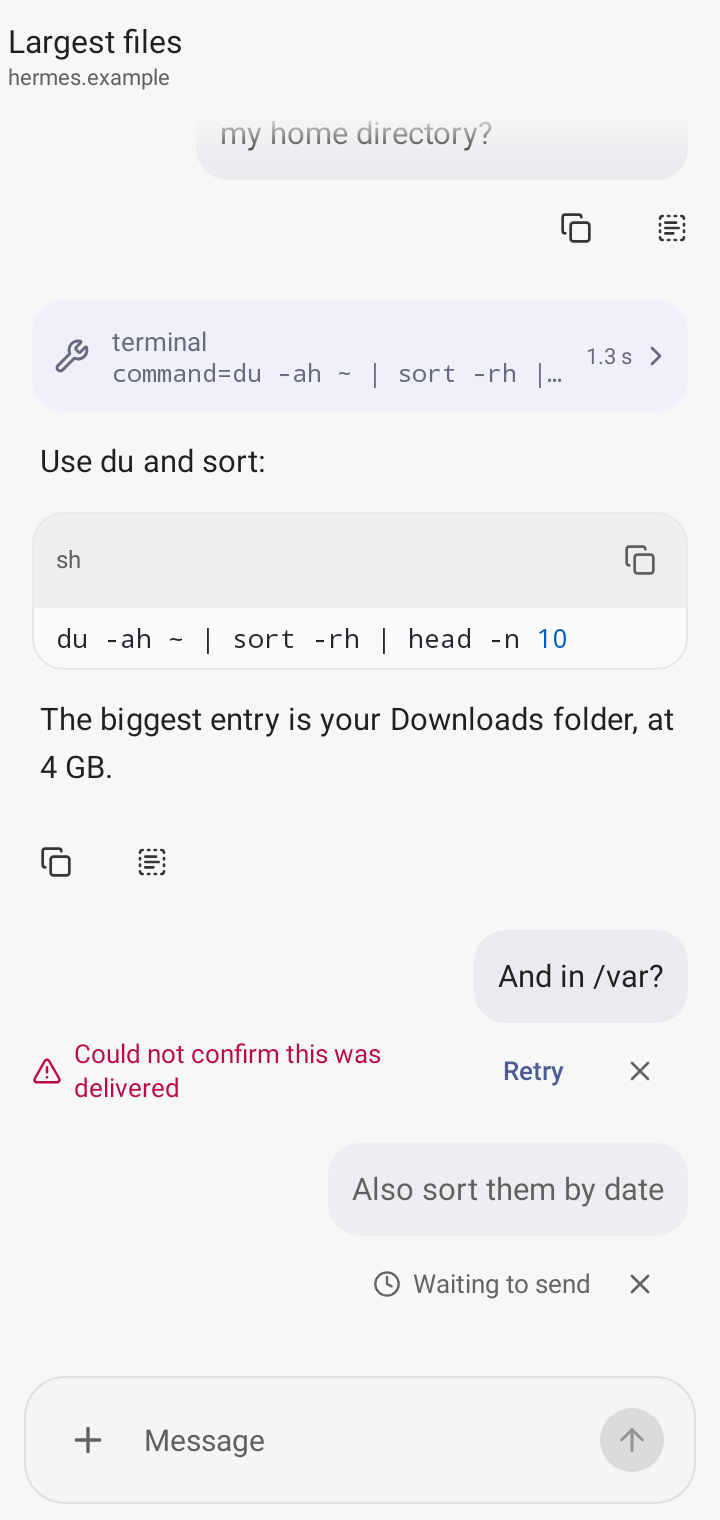 Largest files
hermes.example
my home directory?
terminal
command=du -ah ~ | sort -rh |…
1.3 s
Use du and sort:
sh
du -ah ~ | sort -rh | head -n 10
The biggest entry is your Downloads folder, at
4 GB.
And in /var?
Could not confirm this was
delivered
Retry
Also sort them by date
Waiting to send
Message